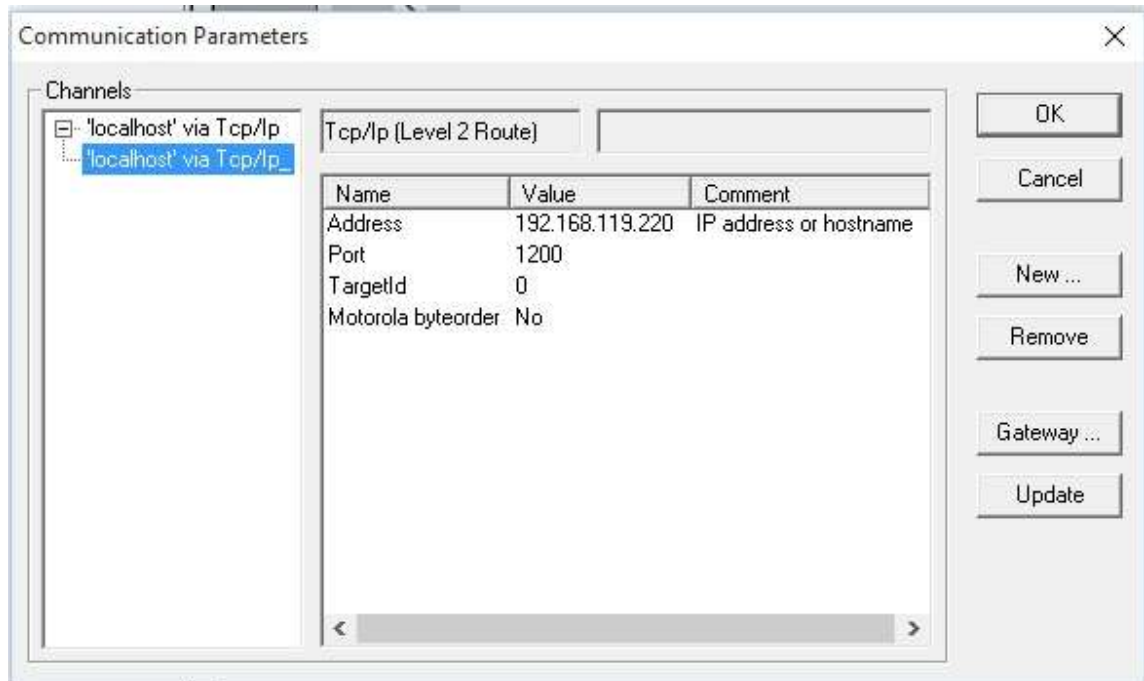 Communication Parameters
Channels
'localhost' via Tcp/Ip
'localhost' via Tcp/Ip_
Tcp/Ip (Level 2 Route)
Name Value Comment
Address 192.168.119.220 IP address or hostname
Port 1200
TargetId 0
Motorola byteorder No
OK
Cancel
New ...
Remove
Gateway ...
Update